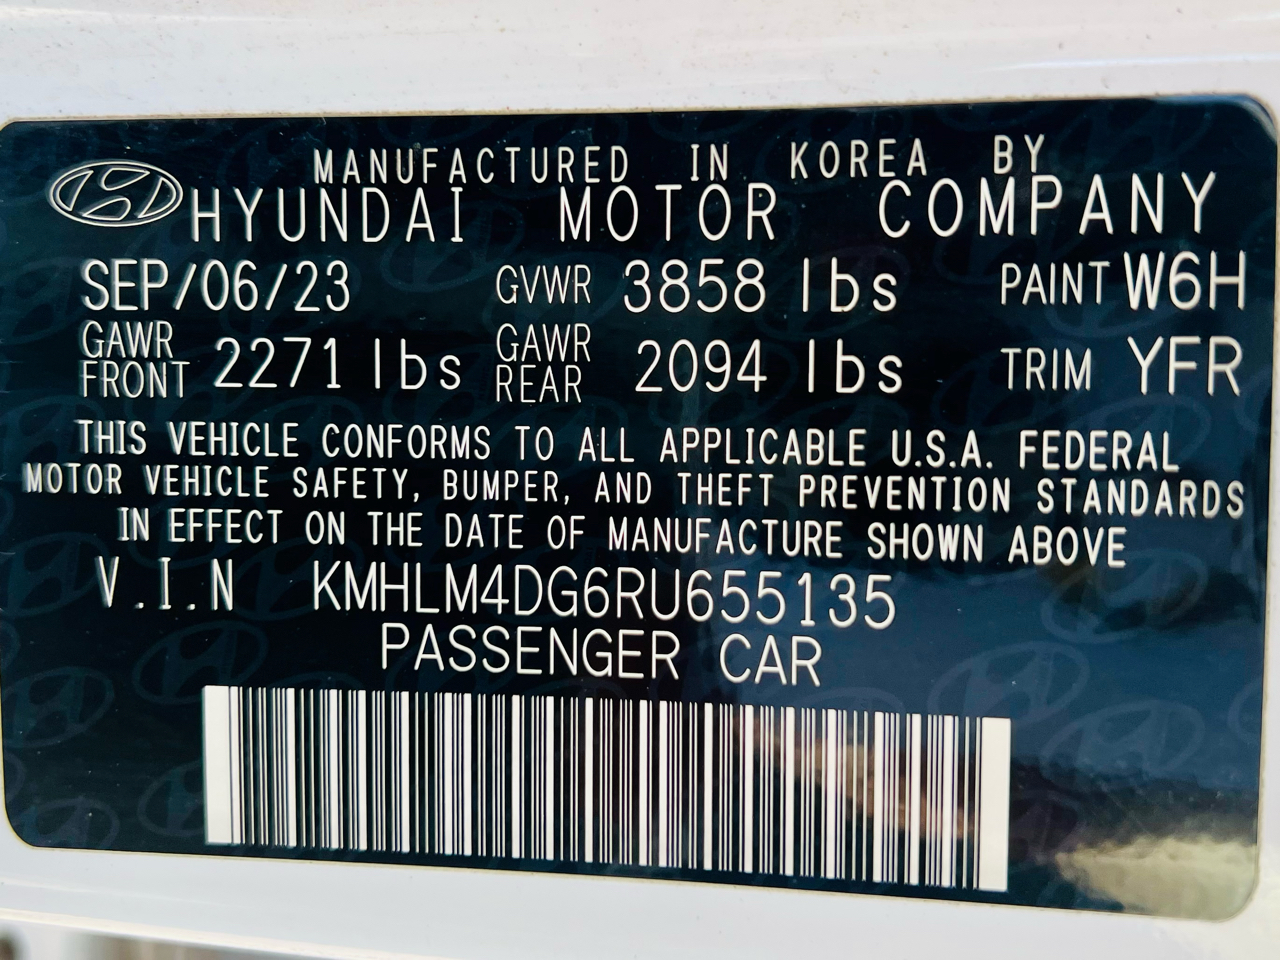 MANUFACTURED IN KOREA BY
HYUNDAI MOTOR COMPANY
SEP/06/23 GVWR 3858 lbs PAINT W6H
GAWR FRONT 2271 lbs GAWR REAR 2094 lbs TRIM YFR
THIS VEHICLE CONFORMS TO ALL APPLICABLE U.S.A. FEDERAL
MOTOR VEHICLE SAFETY, BUMPER, AND THEFT PREVENTION STANDARDS
IN EFFECT ON THE DATE OF MANUFACTURE SHOWN ABOVE
V.I.N KMHLM4DG6RU655135
PASSENGER CAR